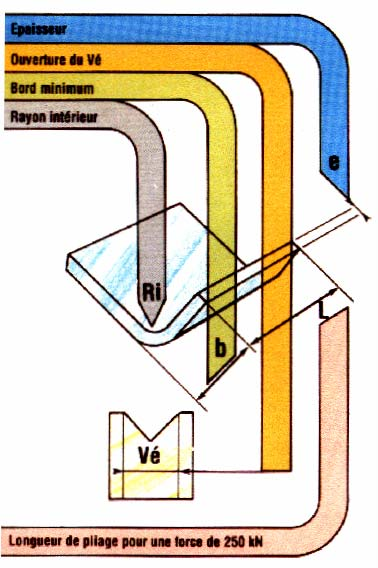 Epaisseur
Ouverture du Vé
Bord minimum
Rayon intérieur
e
Ri
L
b
Vé
Longueur de pliage pour une force de 250 kN